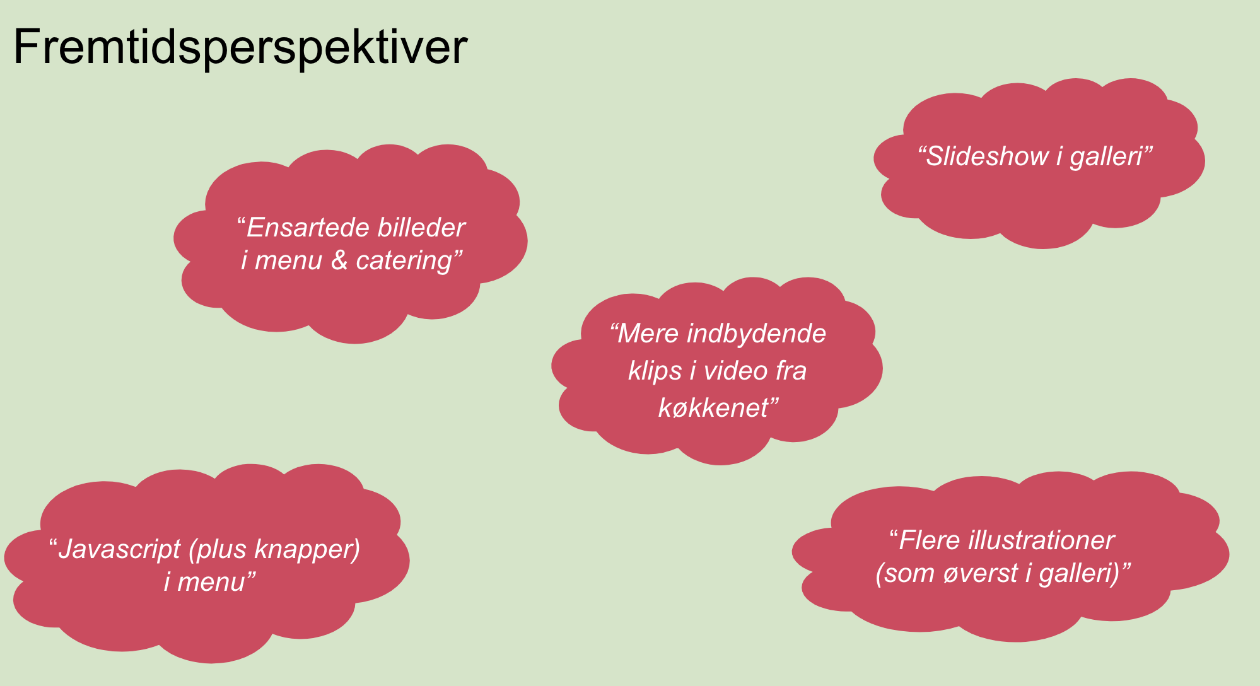 Fremtidsperspektiver
“Slideshow i galleri”
“Ensartede billeder
i menu & catering”
“Mere indbydende
klips i video fra
køkkenet”
“Javascript (plus knapper)
i menu”
“Flere illustrationer
(som øverst i galleri)”